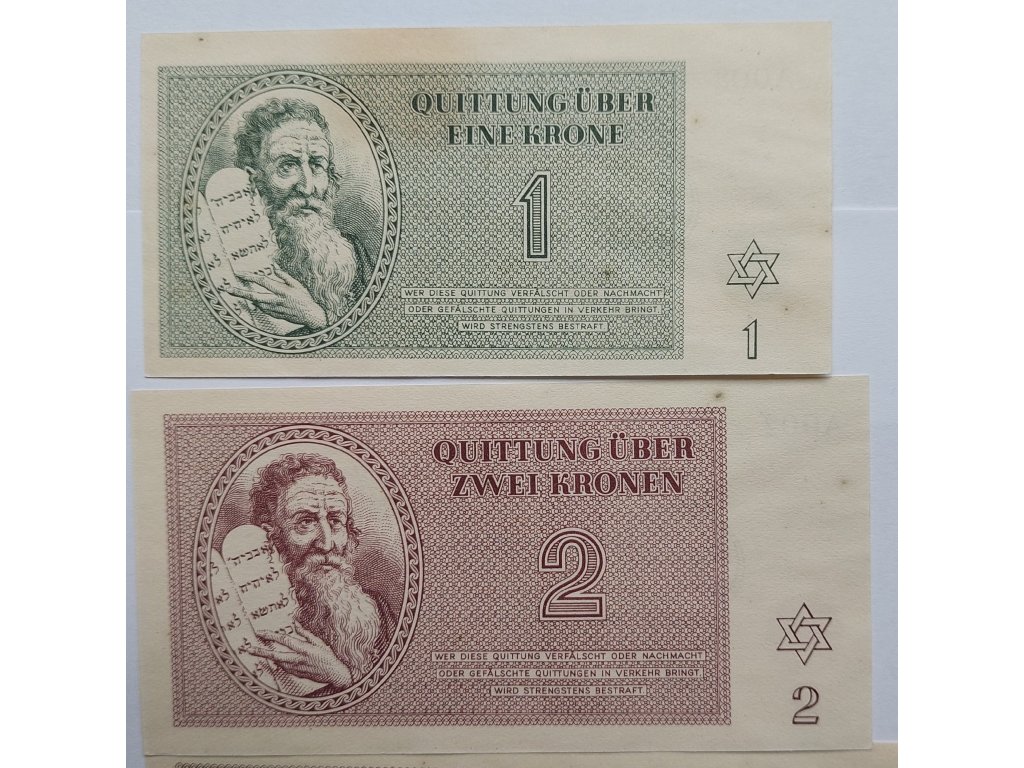 QUITTUNG ÜBER
EINE KRONE
1
WER DIESE QUITTUNG VERFÄLSCHT ODER NACHMACHT
ODER GEFÄLSCHTE QUITTUNGEN IN VERKEHR BRINGT
WIRD STRENGSTENS BESTRAFT.
1
QUITTUNG ÜBER
ZWEI KRONEN
2
WER DIESE QUITTUNG VERFÄLSCHT ODER NACHMACHT
ODER GEFÄLSCHTE QUITTUNGEN IN VERKEHR BRINGT,
WIRD STRENGSTENS BESTRAFT.
2